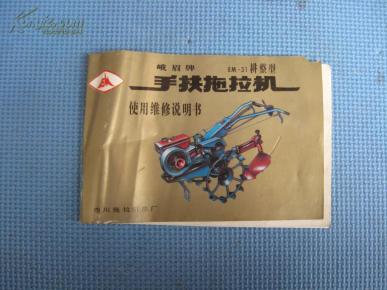 峨眉牌 EM-51 耕整型
手扶拖拉机
使用维修说明书